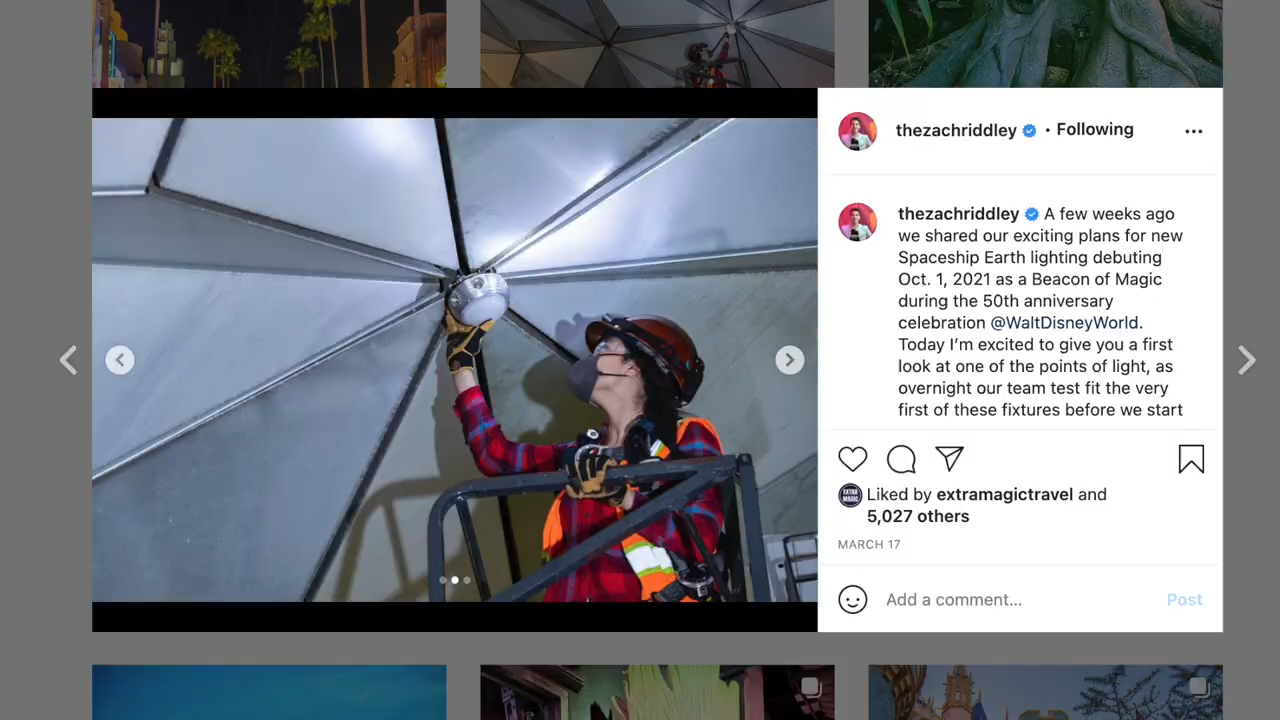 thezachriddley • Following
thezachriddley A few weeks ago
we shared our exciting plans for new
Spaceship Earth lighting debuting
Oct. 1, 2021 as a Beacon of Magic
during the 50th anniversary
celebration @WaltDisneyWorld.
Today I’m excited to give you a first
look at one of the points of light, as
overnight our team test fit the very
first of these fixtures before we start
EXTRA
MAGIC
Liked by extramagictravel and
5,027 others
MARCH 17
Add a comment... Post